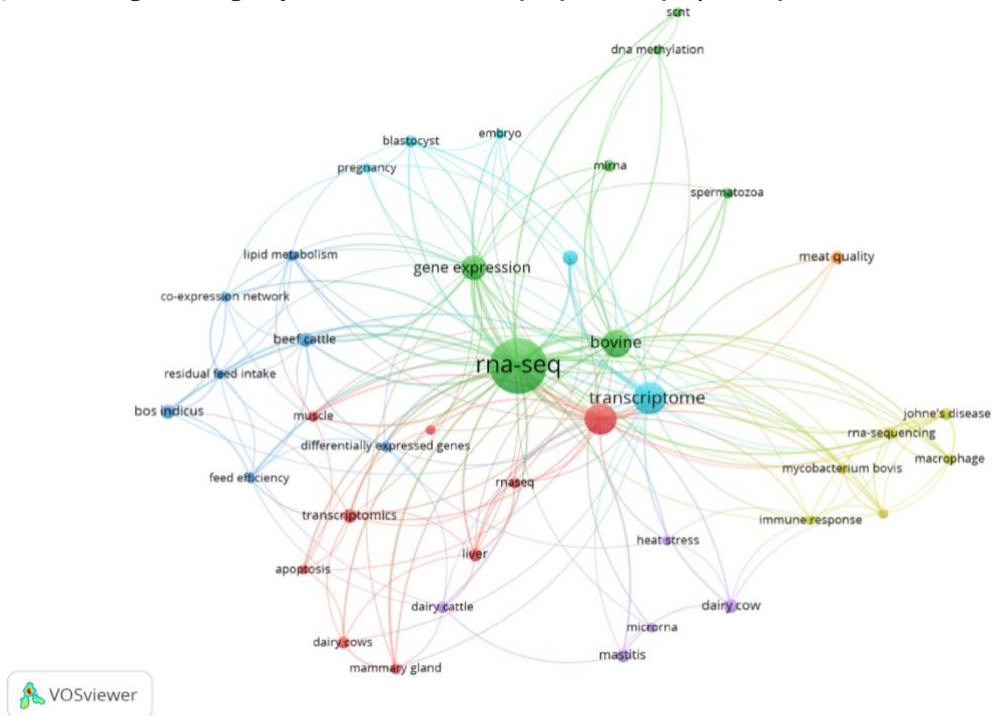 scnt
dna methylation
embryo
blastocyst
mirna
pregnancy
spermatozoa
lipid metabolism
meat quality
gene expression
co-expression network
beef cattle
bovine
rna-seq
residual feed intake
transcriptome
bos indicus
muscle
johne's disease
rna-sequencing
differentially expressed genes
macrophage
mycobacterium bovis
feed efficiency
rnaseq
transcriptomics
immune response
heat stress
liver
apoptosis
dairy cattle
dairy cow
microrna
dairy cows
mastitis
mammary gland
VOSviewer